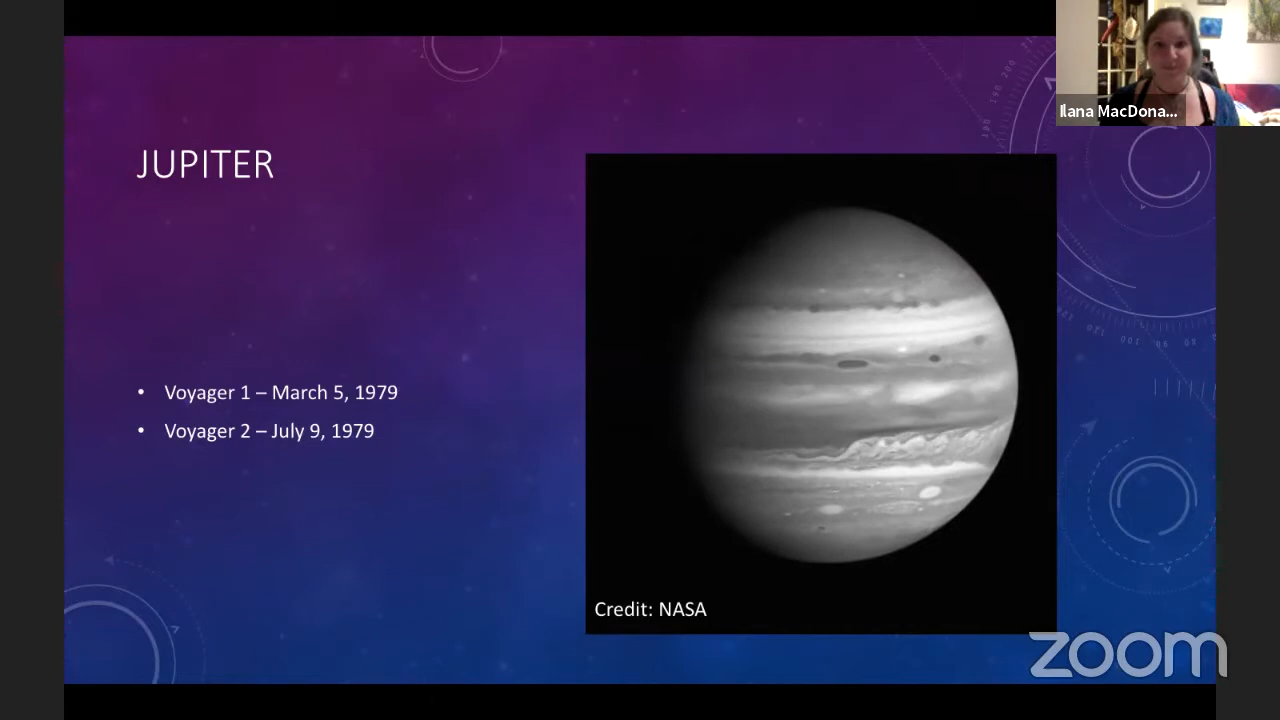 Ilana MacDona...
JUPITER
• Voyager 1 – March 5, 1979
• Voyager 2 – July 9, 1979
Credit: NASA
zoom